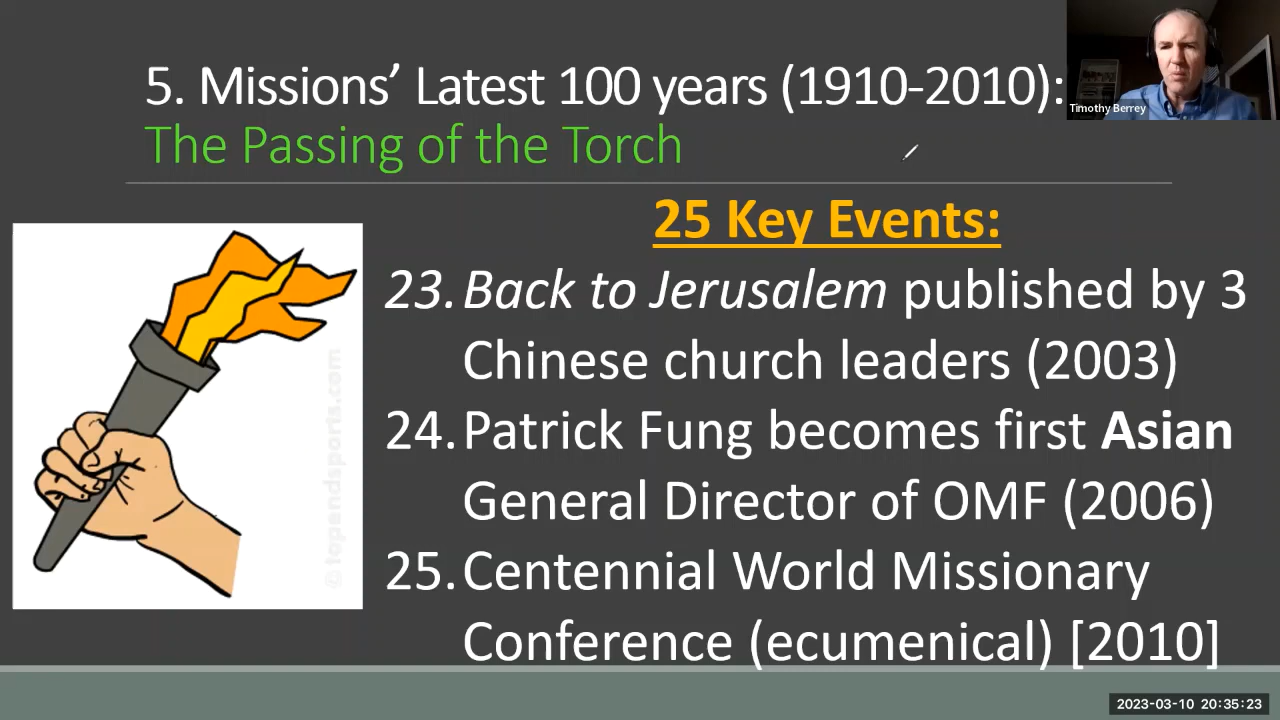 5. Missions’ Latest 100 years (1910-2010):
The Passing of the Torch
Timothy Berrey
25 Key Events:
23. Back to Jerusalem published by 3
Chinese church leaders (2003)
24. Patrick Fung becomes first Asian
General Director of OMF (2006)
25. Centennial World Missionary
Conference (ecumenical) [2010]
© topendsports.com
2023-03-10 20:35:23